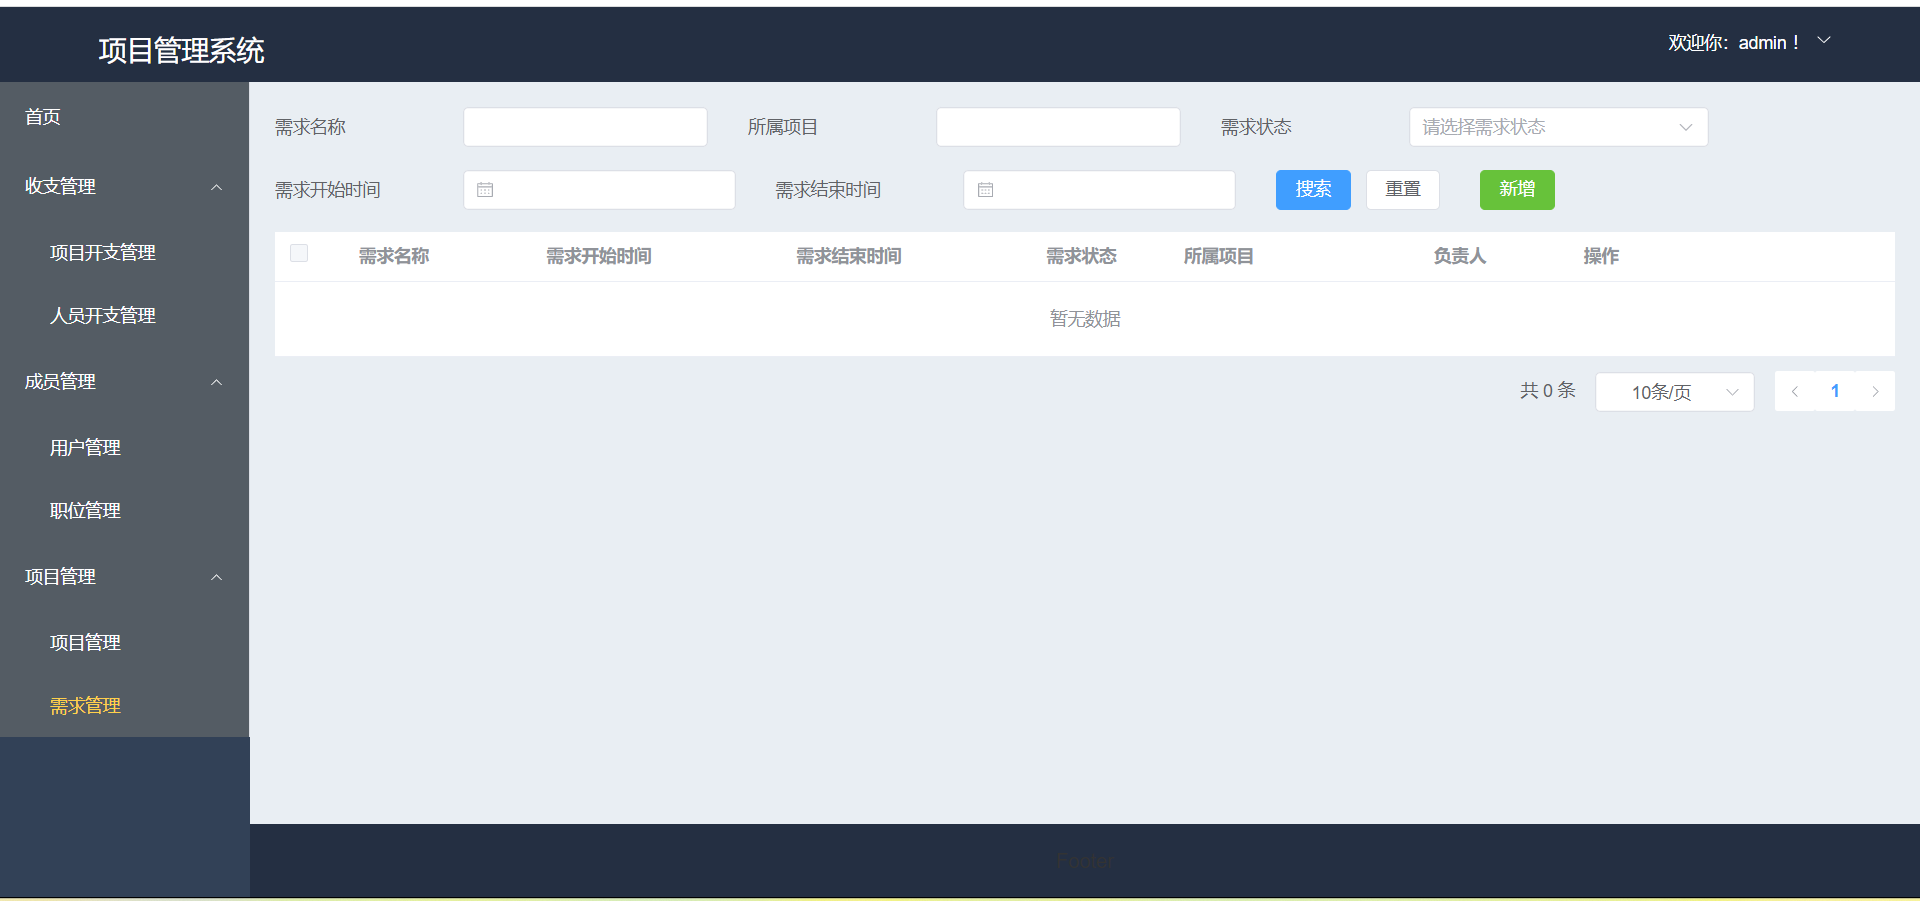 项目管理系统
欢迎你：admin！
首页
收支管理
项目开支管理
人员开支管理
成员管理
用户管理
职位管理
项目管理
项目管理
需求管理
需求名称 所属项目 需求状态 请选择需求状态
需求开始时间 需求结束时间 搜索 重置 新增
需求名称 需求开始时间 需求结束时间 需求状态 所属项目 负责人 操作
暂无数据
共 0 条 10条/页 1
Footer